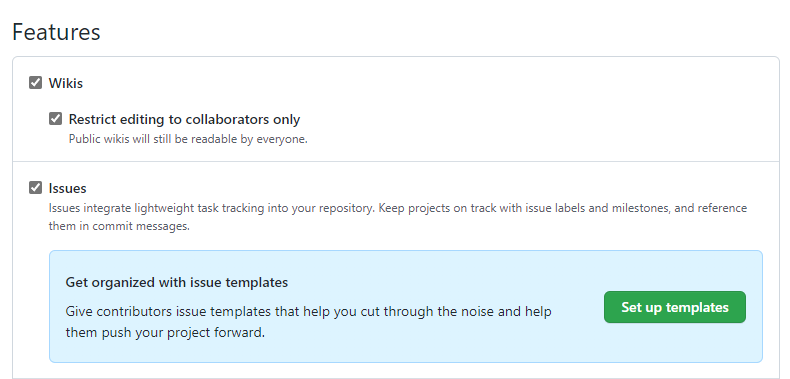 Features
Wikis
Restrict editing to collaborators only
Public wikis will still be readable by everyone.
Issues
Issues integrate lightweight task tracking into your repository. Keep projects on track with issue labels and milestones, and reference
them in commit messages.
Get organized with issue templates
Give contributors issue templates that help you cut through the noise and help
them push your project forward.
Set up templates